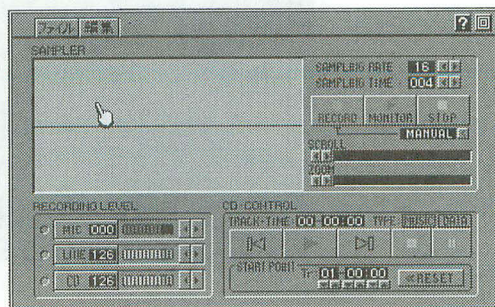 ファイル 編集
?
SAMPLER
SAMPLING RATE : 16
SAMPLING TIME : 004
RECORD MONITOR STOP
MANUAL
SCROLL
ZOOM
RECORDING LEVEL
MIC 000
LINE 126
CD 126
CD-CONTROL
TRACK-TIME 00-00:00 TYPE MUSIC DATA
START POINT
Tr 01-00:00
≪RESET